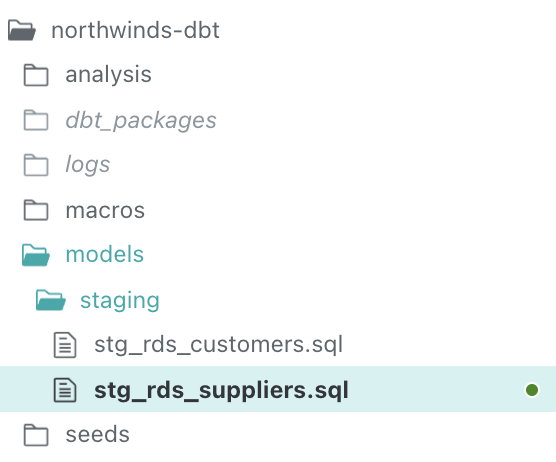 northwinds-dbt
analysis
dbt_packages
logs
macros
models
staging
stg_rds_customers.sql
stg_rds_suppliers.sql
seeds